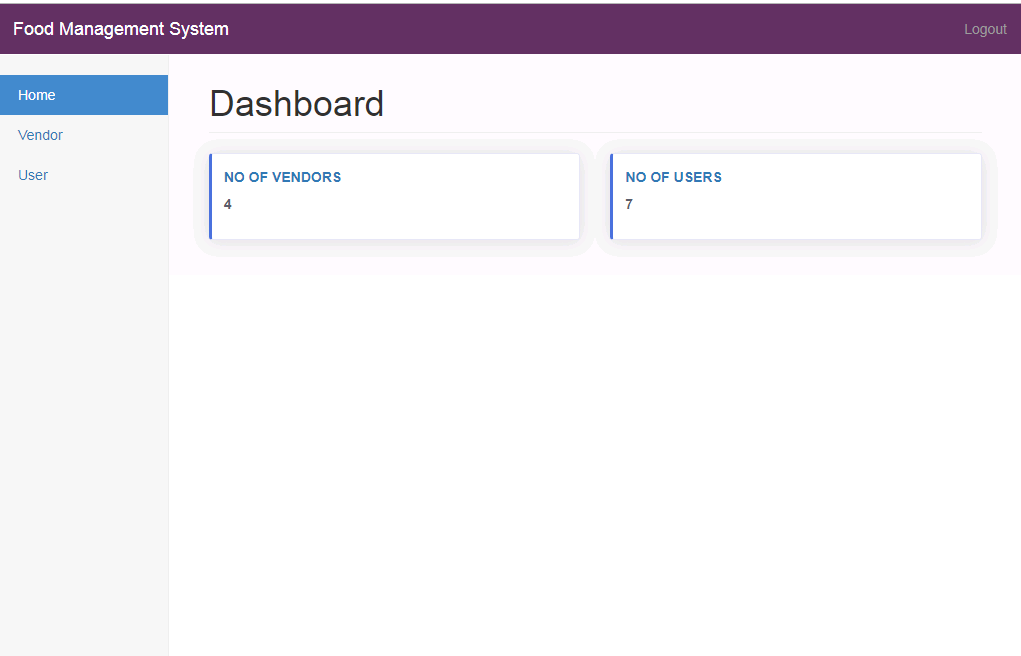 Food Management System
Logout
Home
Vendor
User
Dashboard
NO OF VENDORS
4
NO OF USERS
7